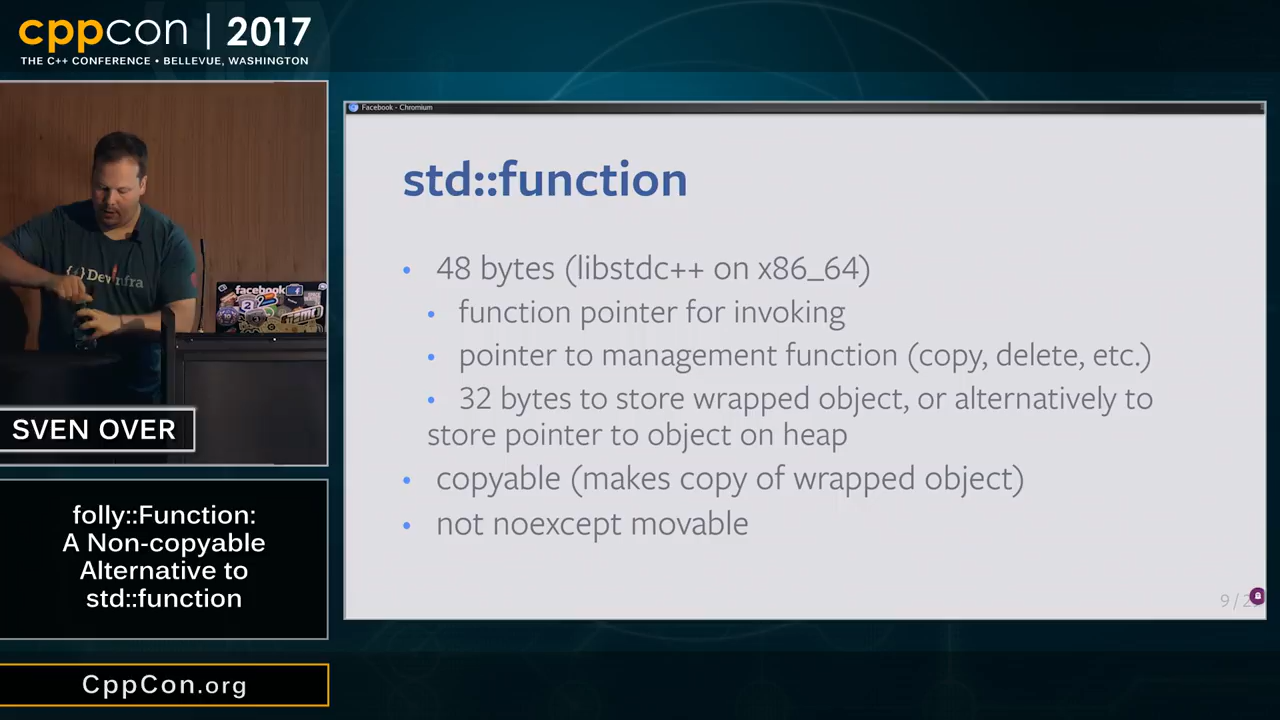 cppcon | 2017
THE C++ CONFERENCE • BELLEVUE, WASHINGTON
Facebook - Chromium
std::function
• 48 bytes (libstdc++ on x86_64)
• function pointer for invoking
• pointer to management function (copy, delete, etc.)
• 32 bytes to store wrapped object, or alternatively to
store pointer to object on heap
• copyable (makes copy of wrapped object)
• not noexcept movable
9 /
{+} DevInfra
facebook
SVEN OVER
folly::Function:
A Non-copyable
Alternative to
std::function
CppCon.org